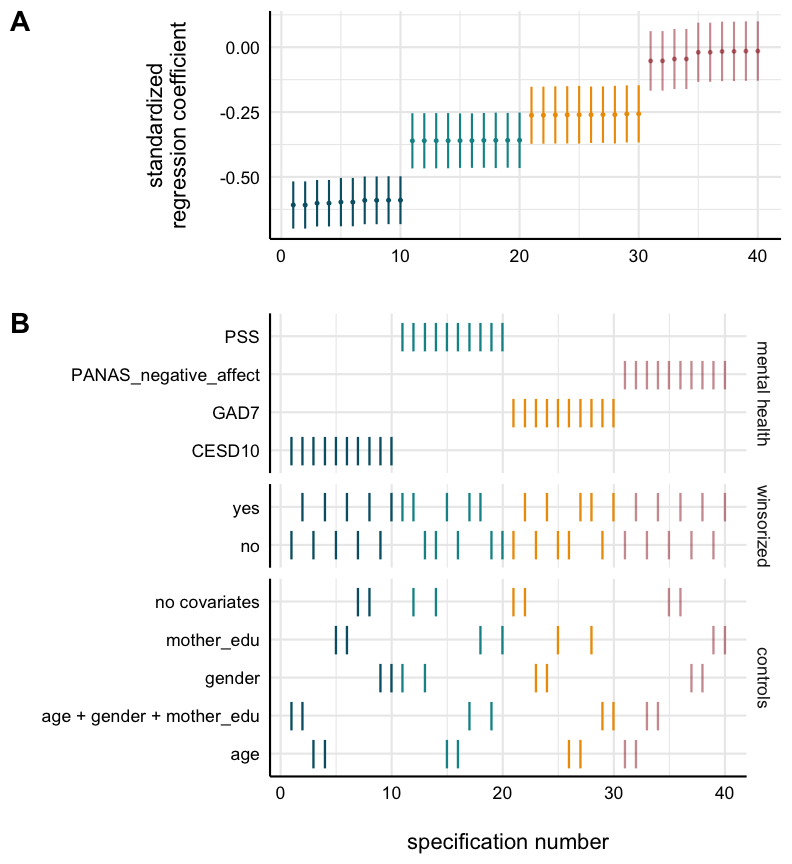 A
standardized
regression coefficient
0.00
-0.25
-0.50
0 10 20 30 40
B
PSS
PANAS_negative_affect
GAD7
CESD10
mental health
yes
no
winsorized
no covariates
mother_edu
gender
age + gender + mother_edu
age
controls
0 10 20 30 40
specification number